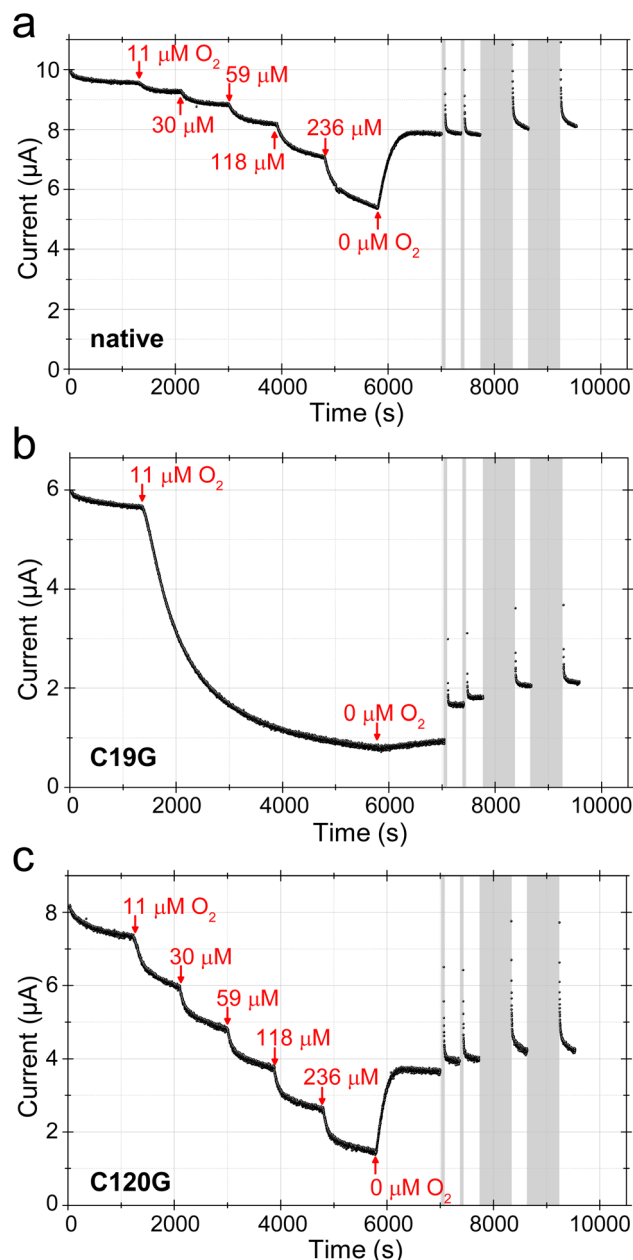 a
11 μM O2
59 μM
30 μM
118 μM
236 μM
0 μM O2
native
Current (μA)
10
8
6
4
2
0
0 2000 4000 6000 8000 10000
Time (s)
b
11 μM O2
0 μM O2
C19G
Current (μA)
6
4
2
0
0 2000 4000 6000 8000 10000
Time (s)
c
11 μM O2
30 μM
59 μM
118 μM
236 μM
0 μM O2
C120G
Current (μA)
8
6
4
2
0
0 2000 4000 6000 8000 10000
Time (s)